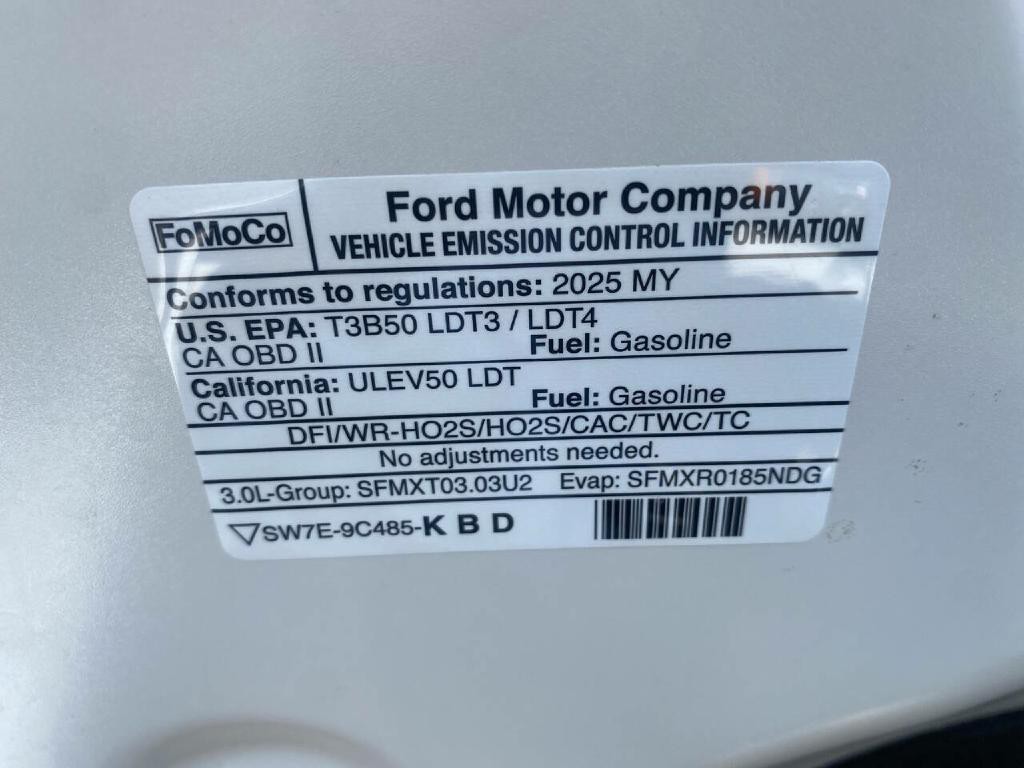 FoMoCo
Ford Motor Company
VEHICLE EMISSION CONTROL INFORMATION
Conforms to regulations: 2025 MY
U.S. EPA: T3B50 LDT3 / LDT4
CA OBD II Fuel: Gasoline
California: ULEV50 LDT
CA OBD II Fuel: Gasoline
DFI/WR-HO2S/HO2S/CAC/TWC/TC
No adjustments needed.
3.0L-Group: SFMXT03.03U2 Evap: SFMXR0185NDG
SW7E-9C485-K B D